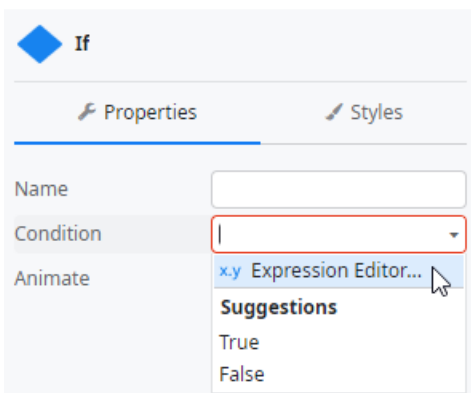 If
Properties
Styles
Name
Condition
x.y Expression Editor...
Animate
Suggestions
True
False